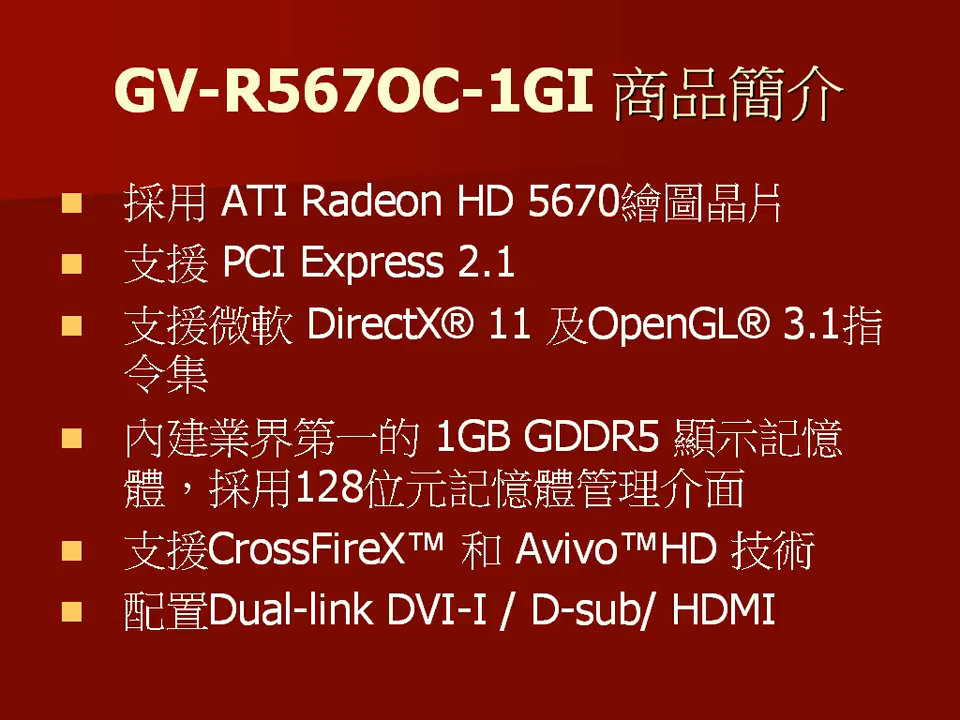 GV-R567OC-1GI 商品簡介
採用 ATI Radeon HD 5670繪圖晶片
支援 PCI Express 2.1
支援微軟 DirectX® 11 及OpenGL® 3.1指
令集
內建業界第一的 1GB GDDR5 顯示記憶
體，採用128位元記憶體管理介面
支援CrossFireX™ 和 Avivo™HD 技術
配置Dual-link DVI-I / D-sub/ HDMI